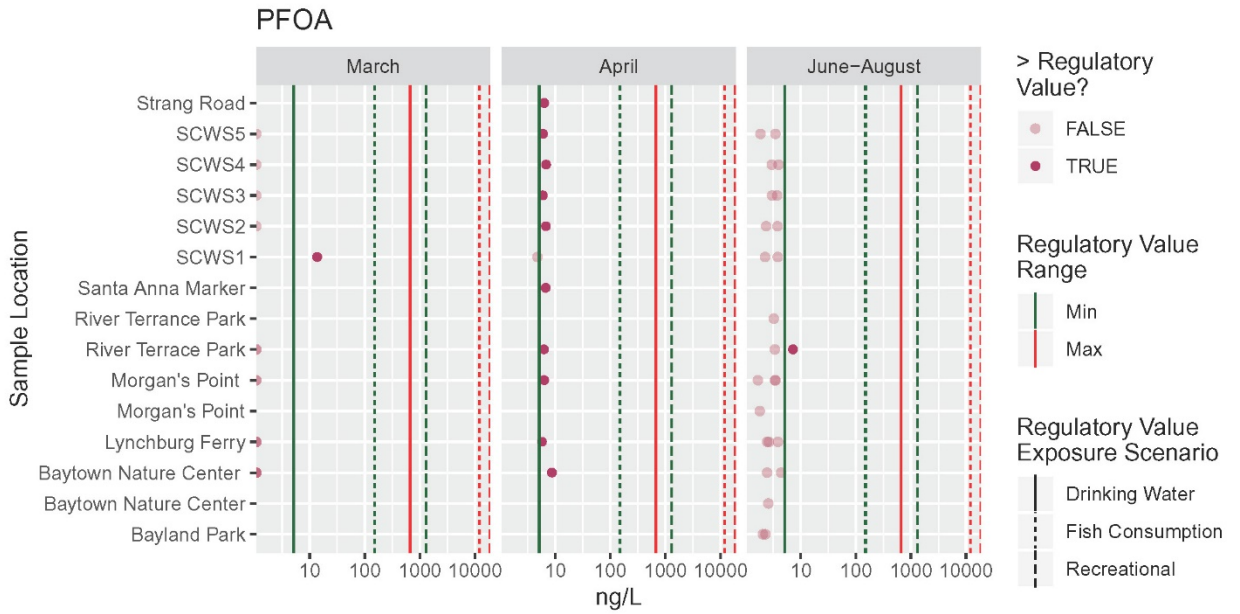 PFOA
March
April
June−August
Sample Location
Strang Road
SCWS5
SCWS4
SCWS3
SCWS2
SCWS1
Santa Anna Marker
River Terrance Park
River Terrace Park
Morgan's Point
Morgan's Point
Lynchburg Ferry
Baytown Nature Center
Baytown Nature Center
Bayland Park
10 100 1000 10000
10 100 1000 10000
10 100 1000 10000
ng/L
> Regulatory
Value?
FALSE
TRUE
Regulatory Value
Range
Min
Max
Regulatory Value
Exposure Scenario
Drinking Water
Fish Consumption
Recreational